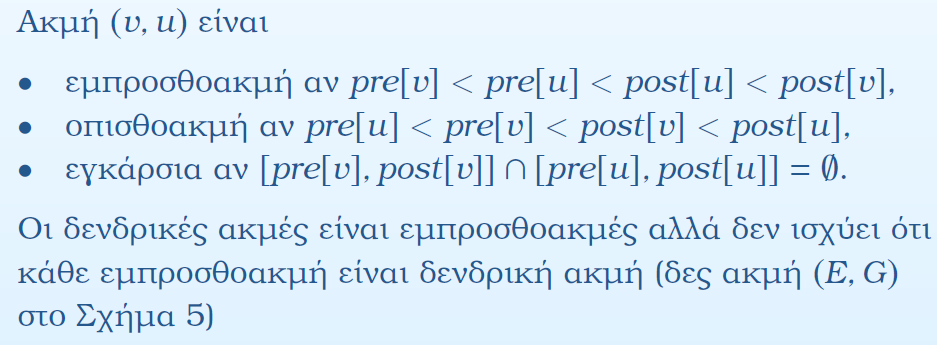 Ακμή (v, u) είναι
• εμπροσθοακμή αν pre[v] < pre[u] < post[u] < post[v],
• οπισθοακμή αν pre[u] < pre[v] < post[v] < post[u],
• εγκάρσια αν [pre[v], post[v]] ∩ [pre[u], post[u]] = ∅.
Οι δενδρικές ακμές είναι εμπροσθοακμές αλλά δεν ισχύει ότι
κάθε εμπροσθοακμή είναι δενδρική ακμή (δες ακμή (E, G)
στο Σχήμα 5)